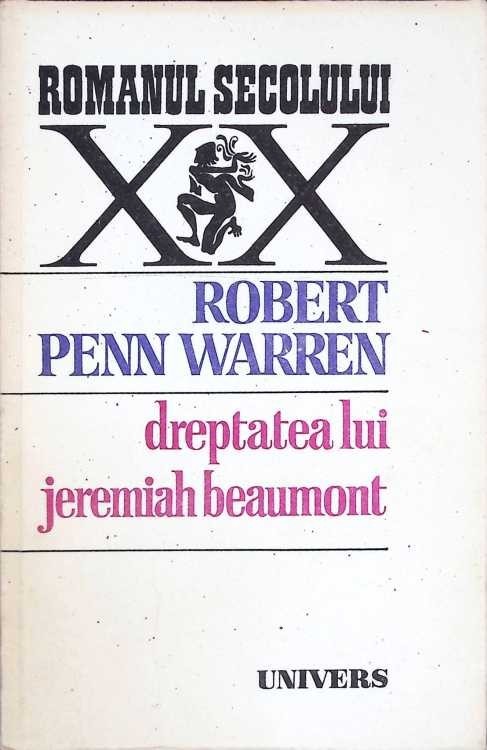 ROMANUL SECOLULUI
XX
ROBERT
PENN WARREN
dreptatea lui
jeremiah beaumont
UNIVERS